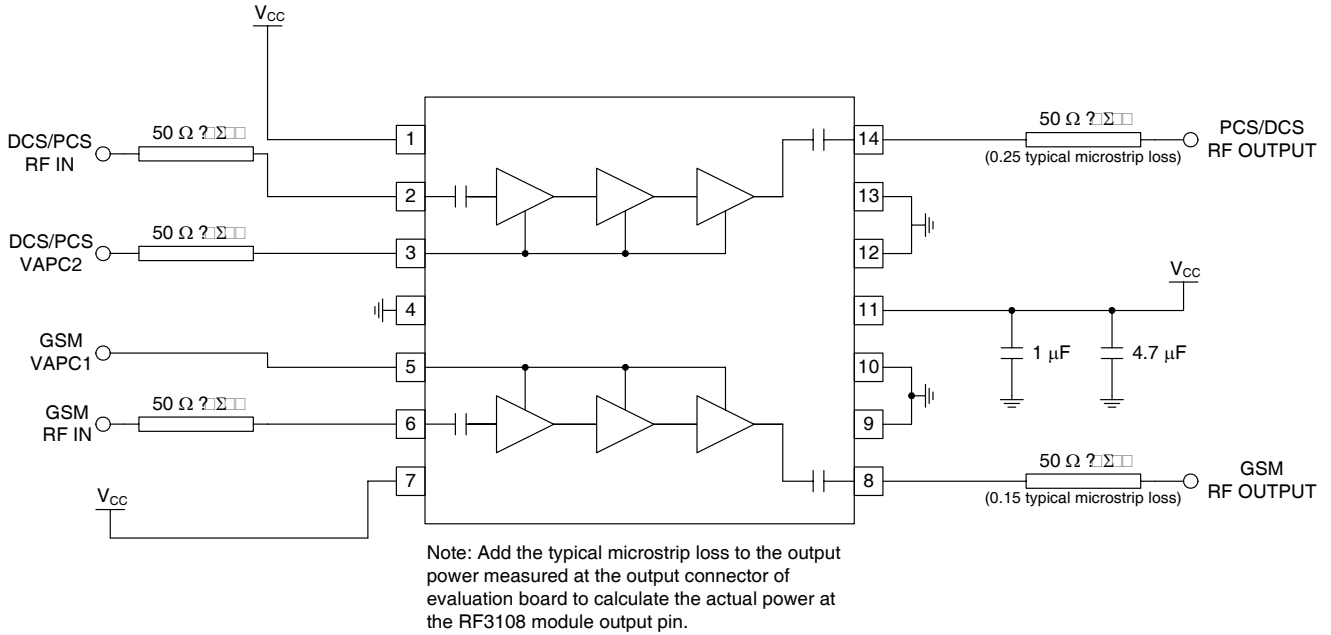 VCC
DCS/PCS
RF IN
50 Ω
1
2
DCS/PCS
VAPC2
50 Ω
3
4
GSM
VAPC1
5
GSM
RF IN
50 Ω
6
VCC
7
14
50 Ω
(0.25 typical microstrip loss)
PCS/DCS
RF OUTPUT
13
12
11
VCC
1 μF
4.7 μF
10
9
8
50 Ω
(0.15 typical microstrip loss)
GSM
RF OUTPUT
Note: Add the typical microstrip loss to the output
power measured at the output connector of
evaluation board to calculate the actual power at
the RF3108 module output pin.